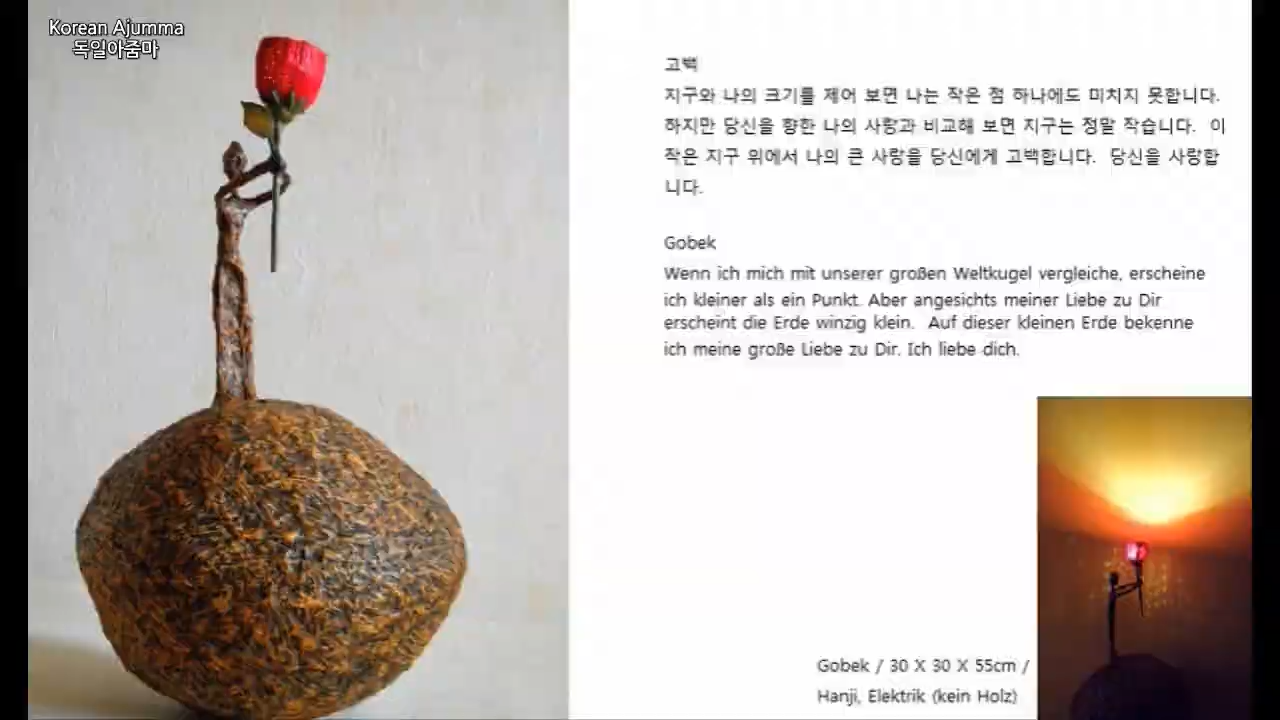 Korean Ajumma
독일아줌마
고백
지구와 나의 크기를 제어 보면 나는 작은 점 하나에도 미치지 못합니다.
하지만 당신을 향한 나의 사랑과 비교해 보면 지구는 정말 작습니다. 이
작은 지구 위에서 나의 큰 사랑을 당신에게 고백합니다. 당신을 사랑합
니다.
Gobek
Wenn ich mich mit unserer großen Weltkugel vergleiche, erscheine
ich kleiner als ein Punkt. Aber angesichts meiner Liebe zu Dir
erscheint die Erde winzig klein. Auf dieser kleinen Erde bekenne
ich meine große Liebe zu Dir. Ich liebe dich.
Gobek / 30 X 30 X 55cm /
Hanji, Elektrik (kein Holz)